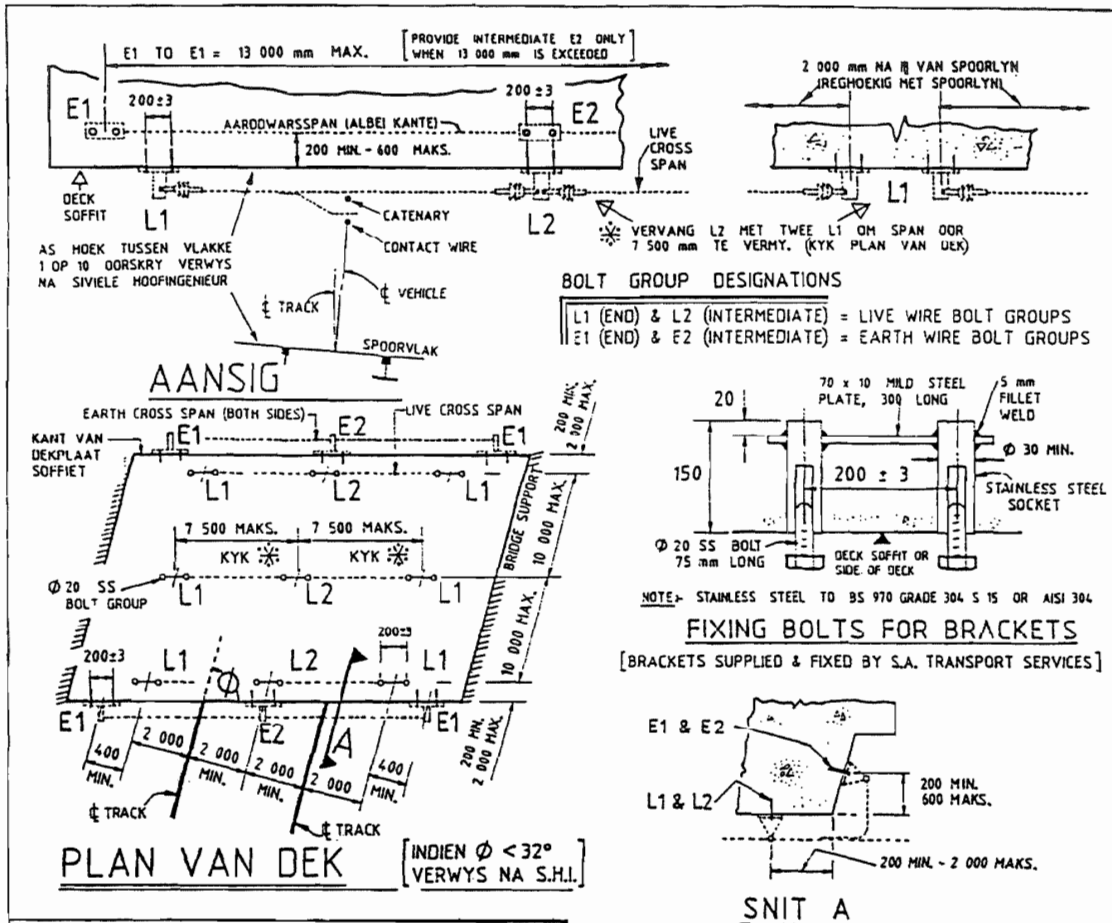 E1 TO E1 = 13 000 mm MAX.
[PROVIDE INTERMEDIATE E2 ONLY
WHEN 13 000 mm IS EXCEEDED]
2 000 mm NA ℄ VAN SPOORLYN
(REGHOEKIG MET SPOORLYN)
200±3
200±3
E1
E2
AARDDWARSSPAN (ALBEI KANTE)
200 MIN. - 600 MAKS.
LIVE
CROSS
SPAN
DECK
SOFFIT
L1
L2
L1
CATENARY
CONTACT WIRE
VERVANG L2 MET TWEE L1 OM SPAN OOR
7 500 mm TE VERMY. (KYK PLAN VAN DEK)
AS HOEK TUSSEN VLAKKE
1 OP 10 OORSKRY VERWYS
NA SIVIELE HOOFINGENIEUR
℄ TRACK
℄ VEHICLE
SPOORVLAK
AANSIG
BOLT GROUP DESIGNATIONS
L1 (END) & L2 (INTERMEDIATE) = LIVE WIRE BOLT GROUPS
E1 (END) & E2 (INTERMEDIATE) = EARTH WIRE BOLT GROUPS
EARTH CROSS SPAN (BOTH SIDES)
LIVE CROSS SPAN
KANT VAN
DEKPLAAT
SOFFIET
E1
E2
E1
200 MIN.
2 000 MAX.
L1
L2
L1
BRIDGE SUPPORT
10 000 MAX.
7 500 MAKS.
7 500 MAKS.
KYK
KYK
Ø 20 SS
BOLT GROUP
L1
L2
L1
10 000 MAX.
200±3
200±3
L1
L2
L1
Ø
E1
E2
E1
A
200 MIN.
2 000 MAX.
400
MIN.
2 000
2 000
MIN.
2 000
MIN.
2 000
400
MIN.
℄ TRACK
℄ TRACK
PLAN VAN DEK
[INDIEN Ø < 32°
VERWYS NA S.H.I.]
20
70 x 10 MILD STEEL
PLATE, 300 LONG
5 mm
FILLET
WELD
Ø 30 MIN.
150
200 ± 3
STAINLESS STEEL
SOCKET
Ø 20 SS BOLT
75 mm LONG
DECK SOFFIT OR
SIDE OF DECK
NOTE:- STAINLESS STEEL TO BS 970 GRADE 304 S 15 OR AISI 304
FIXING BOLTS FOR BRACKETS
[BRACKETS SUPPLIED & FIXED BY S.A. TRANSPORT SERVICES]
E1 & E2
L1 & L2
200 MIN.
600 MAKS.
200 MIN. - 2 000 MAKS.
SNIT A